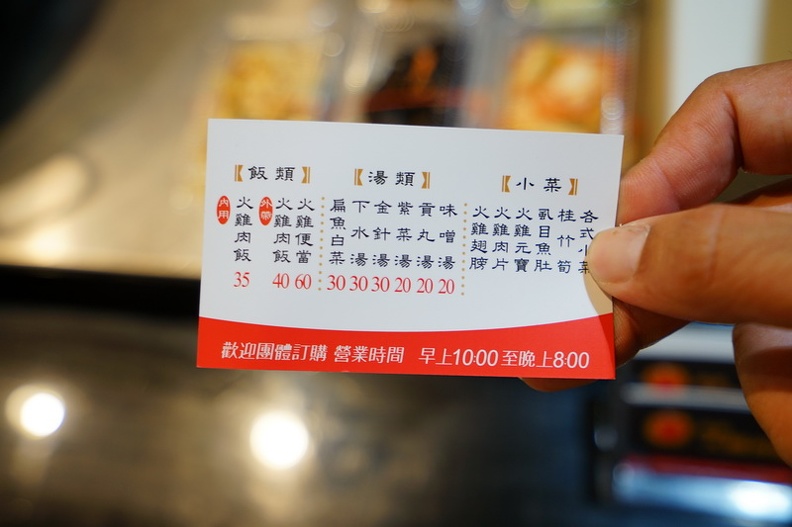 【飯類】
內用
火雞肉飯
35
外帶
火雞肉飯
40
火雞便當
60
【湯類】
扁魚白菜
30
下水湯
30
金針湯
30
紫菜湯
20
貢丸湯
20
味噌湯
20
【小菜】
火雞翅膀
火雞肉片
火雞元寶
虱目魚肚
桂竹筍
各式小菜
歡迎團體訂購 營業時間 早上10:00至晚上8:00